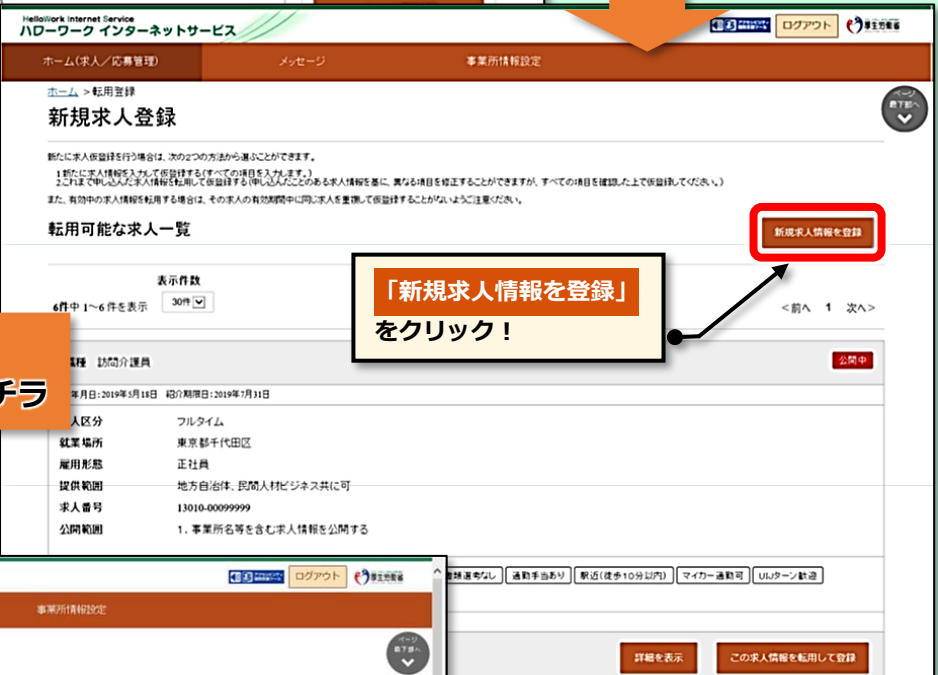 HelloWork Internet Service
ハローワーク インターネットサービス
ログアウト
厚生労働省
ホーム(求人／応募管理)
メッセージ
事業所情報設定
ホーム >転用登録
新規求人登録
ページ
最下部へ
新たに求人仮登録を行う場合は、次の2つの方法から選ぶことができます。
1.新たに求人情報を入力して仮登録する(すべての項目を入力します。)
2.これまで申し込んだ求人情報を転用して仮登録する(申し込んだことのある求人情報を基に、異なる項目を修正することができますが、すべての項目を確認した上で仮登録してください。)
また、有効中の求人情報を転用する場合は、その求人の有効期間中に同じ求人を重複して仮登録することがないようご注意ください。
転用可能な求人一覧
新規求人情報を登録
表示件数
6件中 1～6 件を表示
30件
「新規求人情報を登録」
をクリック！
<前へ 1 次へ>
種 訪問介護員
公開中
チラ
年月日:2019年5月18日 紹介期限日:2019年7月31日
人区分 フルタイム
就業場所 東京都千代田区
雇用形態 正社員
提供範囲 地方自治体、民間人材ビジネス共に可
求人番号 13010-00099999
公開範囲 1. 事業所名等を含む求人情報を公開する
ログアウト
厚生労働省
書類選考なし 通勤手当あり 駅近(徒歩10分以内) マイカー通勤可 UIJターン歓迎
事業所情報設定
ページ
最下部へ
詳細を表示
この求人情報を転用して登録